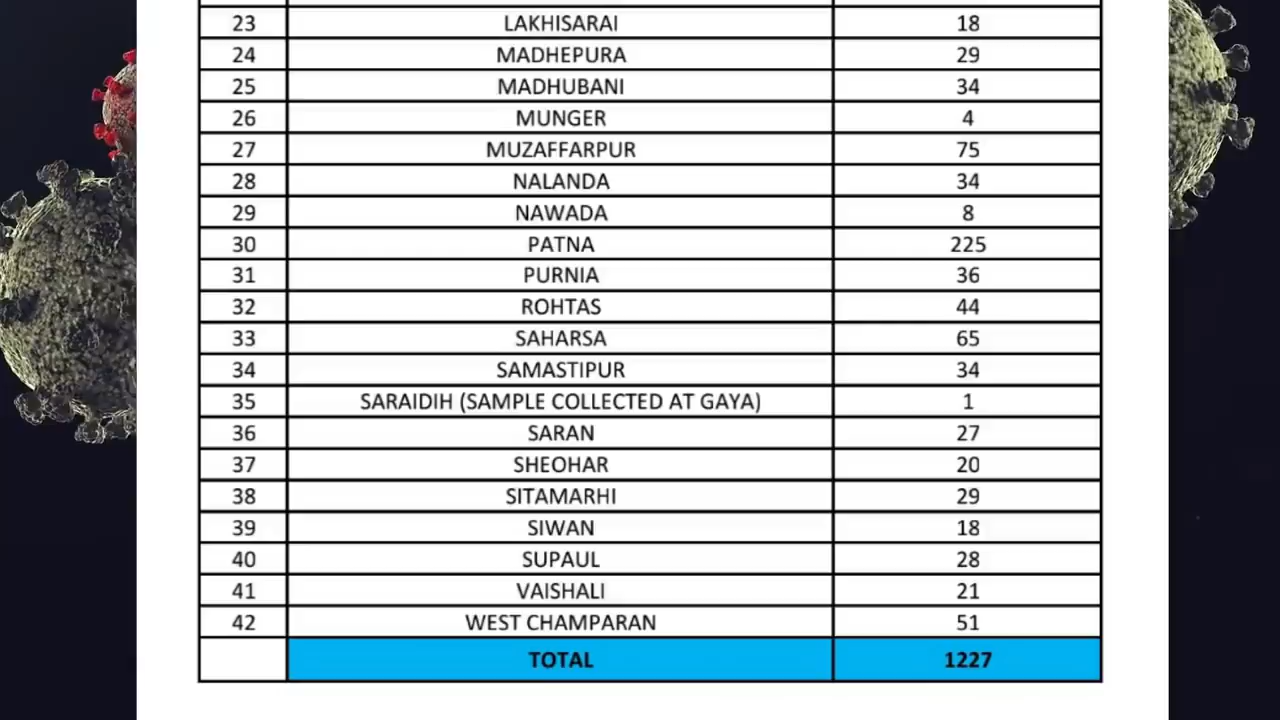 23 LAKHISARAI 18
24 MADHEPURA 29
25 MADHUBANI 34
26 MUNGER 4
27 MUZAFFARPUR 75
28 NALANDA 34
29 NAWADA 8
30 PATNA 225
31 PURNIA 36
32 ROHTAS 44
33 SAHARSA 65
34 SAMASTIPUR 34
35 SARAIDIH (SAMPLE COLLECTED AT GAYA) 1
36 SARAN 27
37 SHEOHAR 20
38 SITAMARHI 29
39 SIWAN 18
40 SUPAUL 28
41 VAISHALI 21
42 WEST CHAMPARAN 51
TOTAL 1227